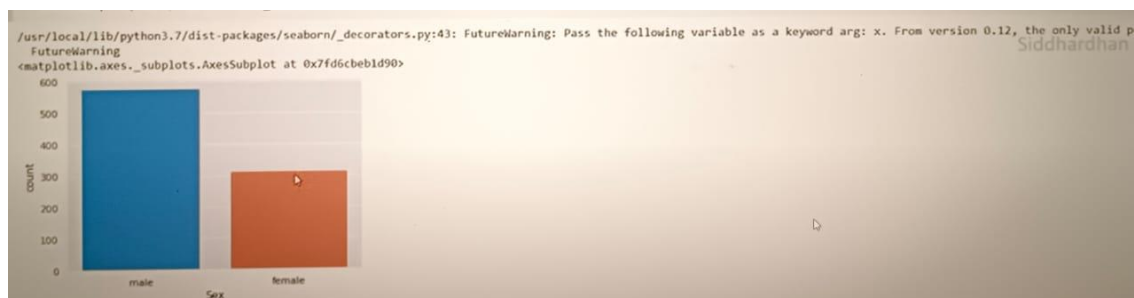 /usr/local/lib/python3.7/dist-packages/seaborn/_decorators.py:43: FutureWarning: Pass the following variable as a keyword arg: x. From version 0.12, the only valid p
FutureWarning
Siddhardhan
<matplotlib.axes._subplots.AxesSubplot at 0x7fd6cbeb1d90>
600
500
400
300
200
100
0
count
male
female
Sex